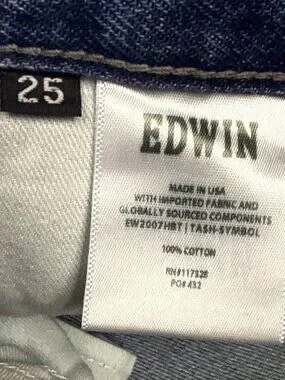 25
EDWIN
MADE IN USA
WITH IMPORTED FABRIC AND
GLOBALLY SOURCED COMPONENTS
EW2007HBT | TASH-SYMBOL
100% COTTON
RN#117328
PO# 432